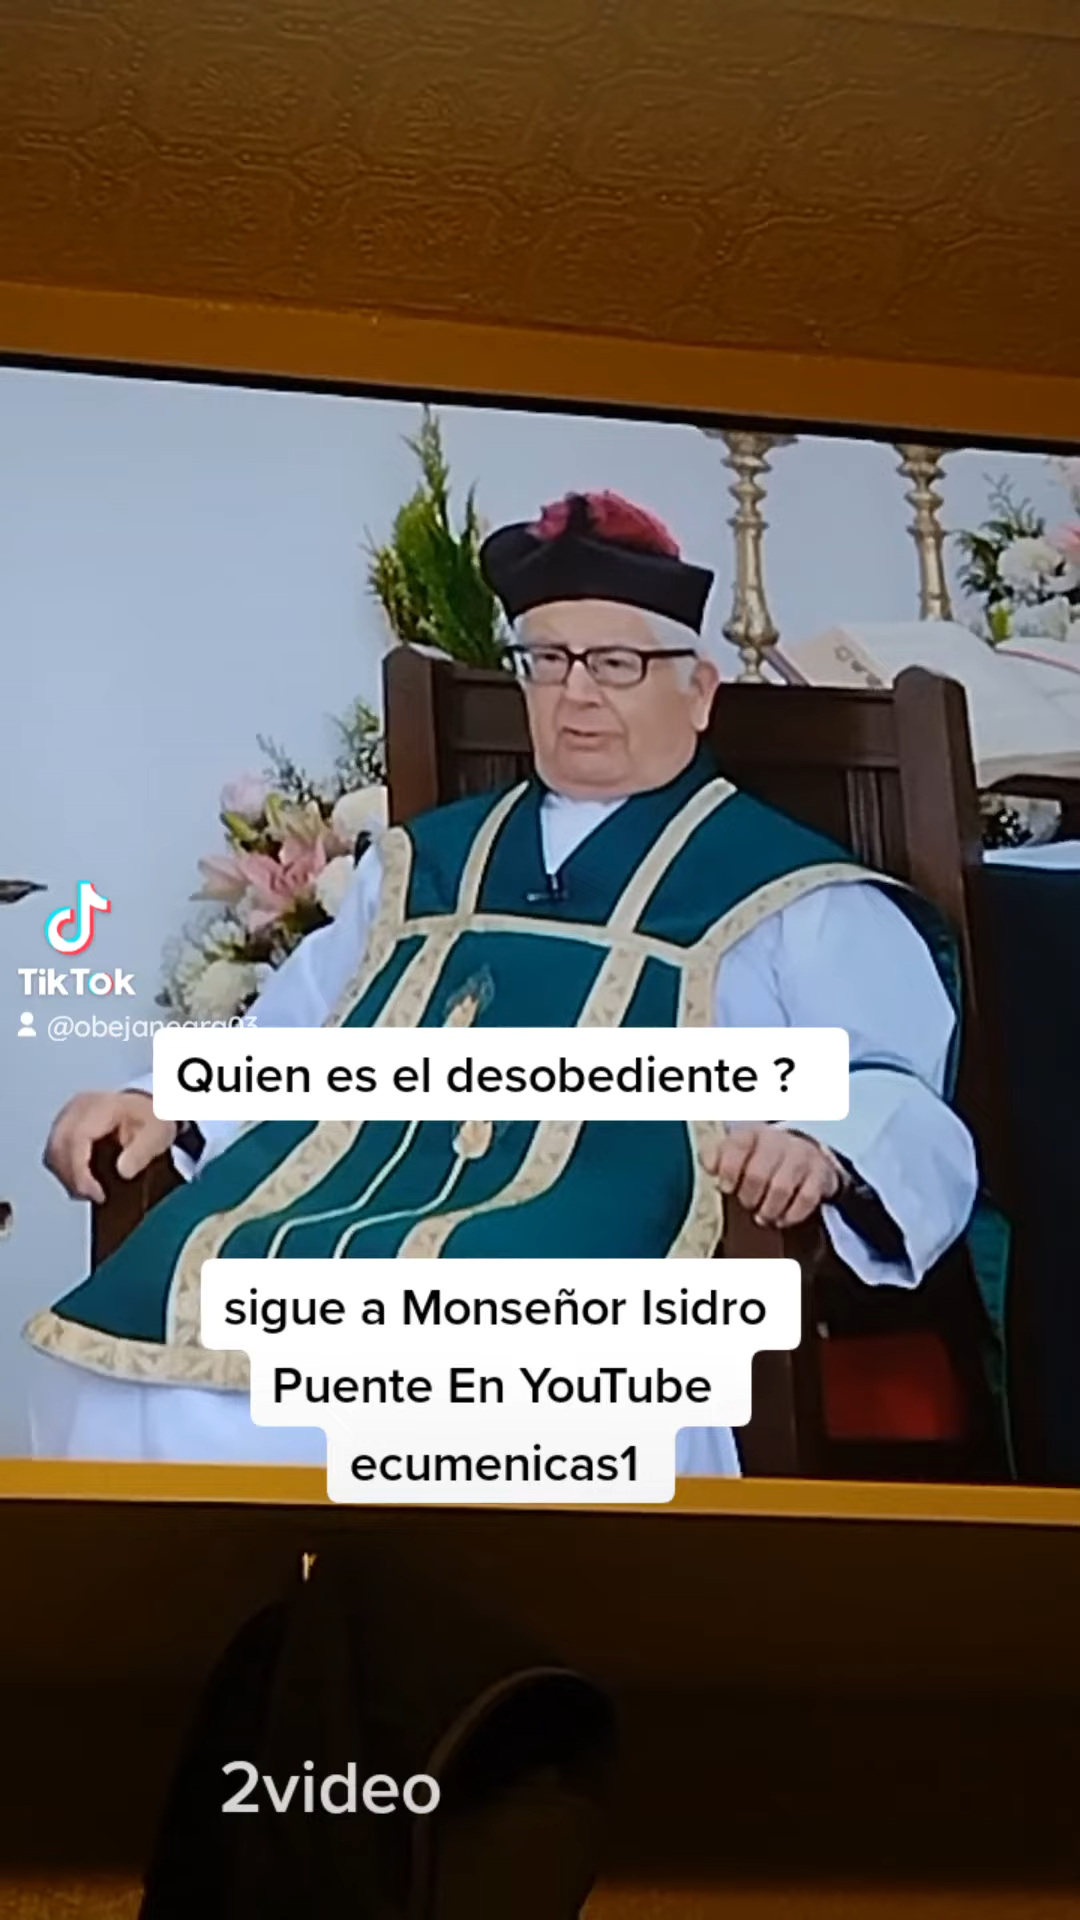 TikTok
Quien es el desobediente ?
sigue a Monseñor Isidro
Puente En YouTube
ecumenicas1
2video